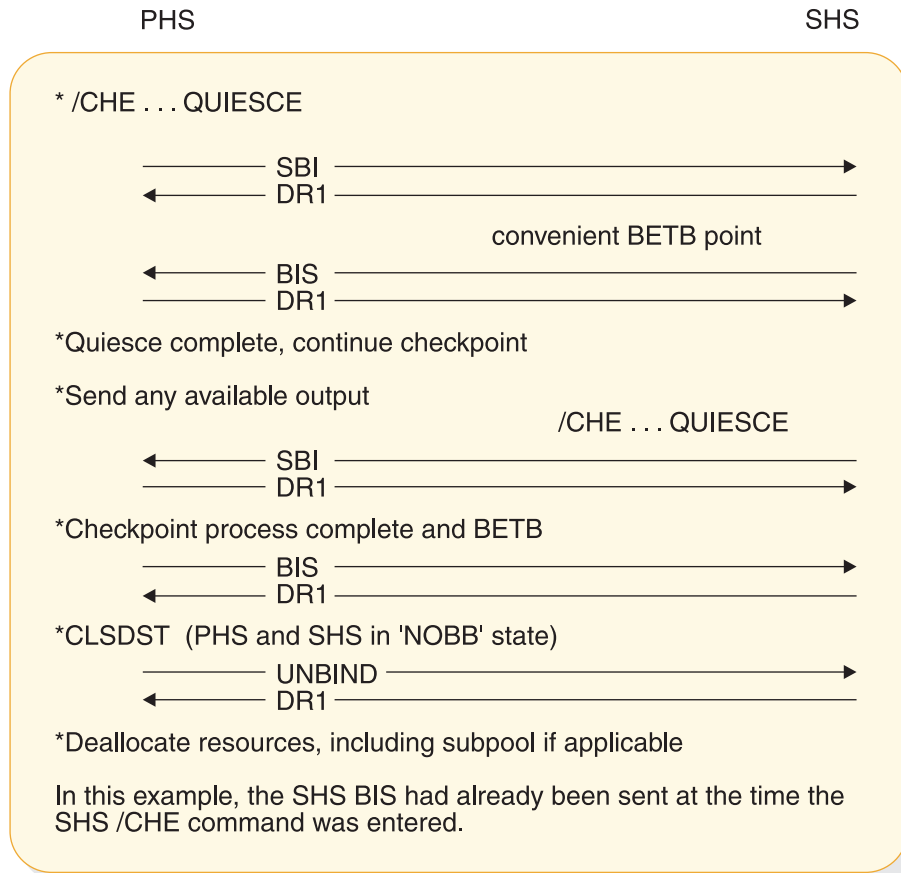 PHS SHS
* /CHE . . . QUIESCE
SBI
DR1
convenient BETB point
BIS
DR1
*Quiesce complete, continue checkpoint
*Send any available output
/CHE . . . QUIESCE
SBI
DR1
*Checkpoint process complete and BETB
BIS
DR1
*CLSDST (PHS and SHS in 'NOBB' state)
UNBIND
DR1
*Deallocate resources, including subpool if applicable
In this example, the SHS BIS had already been sent at the time the
SHS /CHE command was entered.